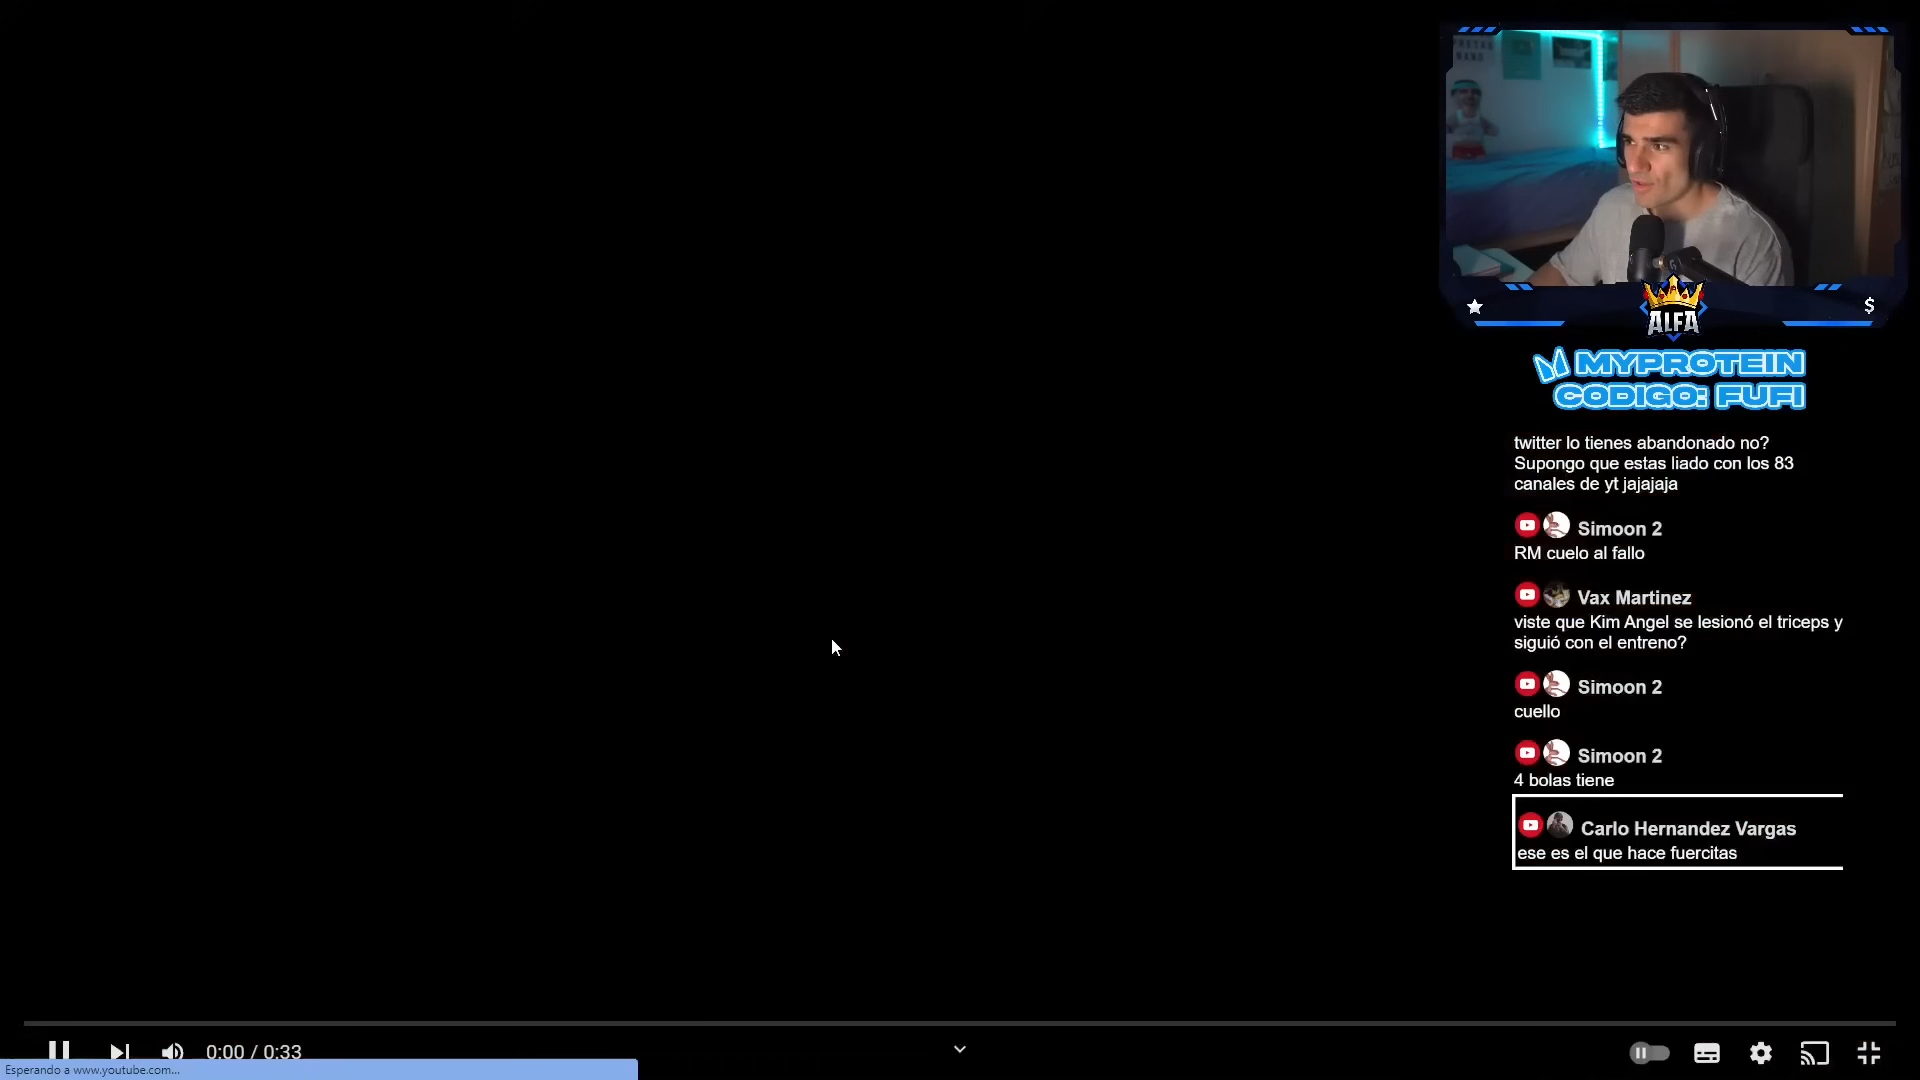 ALFA
MYPROTEIN
CODIGO: FUFI
twitter lo tienes abandonado no?
Supongo que estas liado con los 83
canales de yt jajajaja
Simoon 2
RM cuelo al fallo
Vax Martinez
viste que Kim Angel se lesionó el triceps y
siguió con el entreno?
Simoon 2
cuello
Simoon 2
4 bolas tiene
Carlo Hernandez Vargas
ese es el que hace fuercitas
0:00 / 0:33
Esperando a www.youtube.com...